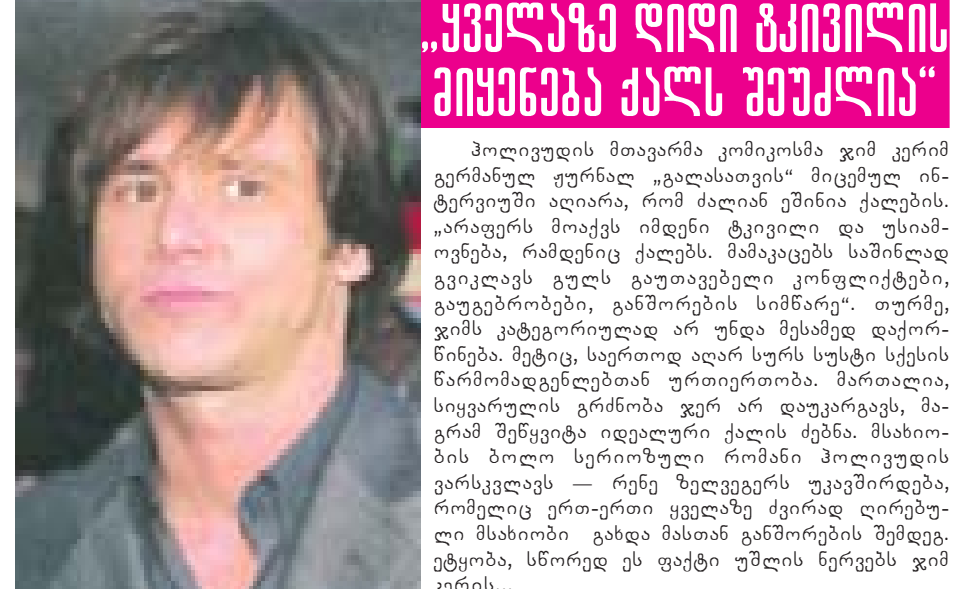 „ყველაზე დიდი ტკივილის
მიყენება ქალს შეუძლია“
ჰოლივუდის მთავარმა კომიკოსმა ჯიმ კერიმ
გერმანულ ჟურნალ „გალასათვის“ მიცემულ ინ-
ტერვიუში აღიარა, რომ ძალიან ეშინია ქალების.
„არაფერს მოაქვს იმდენი ტკივილი და უსიამ-
ოვნება, რამდენიც ქალებს. მამაკაცებს საშინლად
გვიკლავს გულს გაუთავებელი კონფლიქტები,
გაუგებრობები, განშორების სიმწარე“. თურმე,
ჯიმს კატეგორიულად არ უნდა მესამედ დაქორ-
წინება. მეტიც, საერთოდ აღარ სურს სუსტი სქესის
წარმომადგენლებთან ურთიერთობა. მართალია,
სიყვარულის გრძნობა ჯერ არ დაუკარგავს, მა-
გრამ შეწყვიტა იდეალური ქალის ძებნა. მსახიო-
ბის ბოლო სერიოზული რომანი ჰოლივუდის
ვარსკვლავს — რენე ზელვეგერს უკავშირდება,
რომელიც ერთ-ერთი ყველაზე ძვირად ღირებუ-
ლი მსახიობი გახდა მასთან განშორების შემდეგ.
ეტყობა, სწორედ ეს ფაქტი უშლის ნერვებს ჯიმ
კერის...